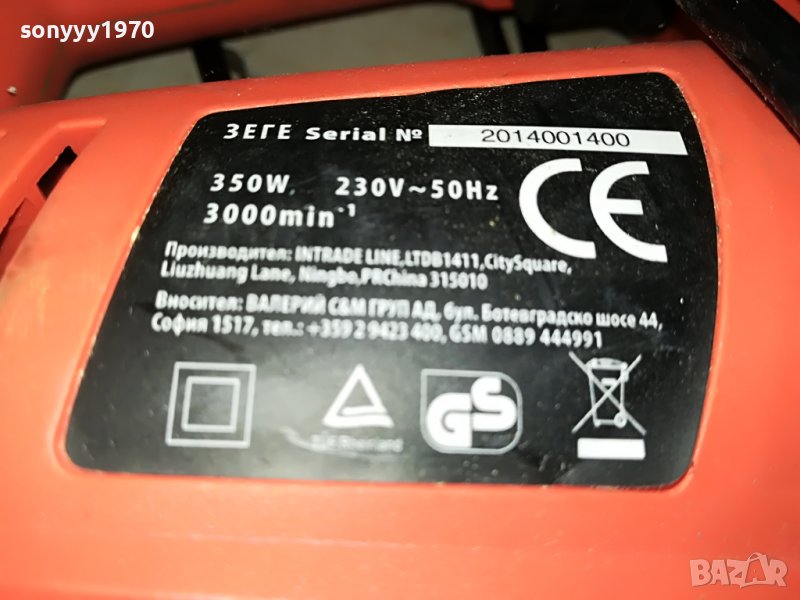 sonyyy1970
ЗЕГЕ Serial № 2014001400
350W, 230V~50Hz
3000min⁻¹
CE
Производител: INTRADE LINE,LTDB1411,CitySquare,
Liuzhuang Lane, Ningbo,PRChina 315010
Вносител: ВАЛЕРИЙ С&М ГРУП АД, бул. Ботевградско шосе 44,
София 1517, тел.: +359 2 9423 400, GSM 0889 444991
Rheinland
GS
BAZAR